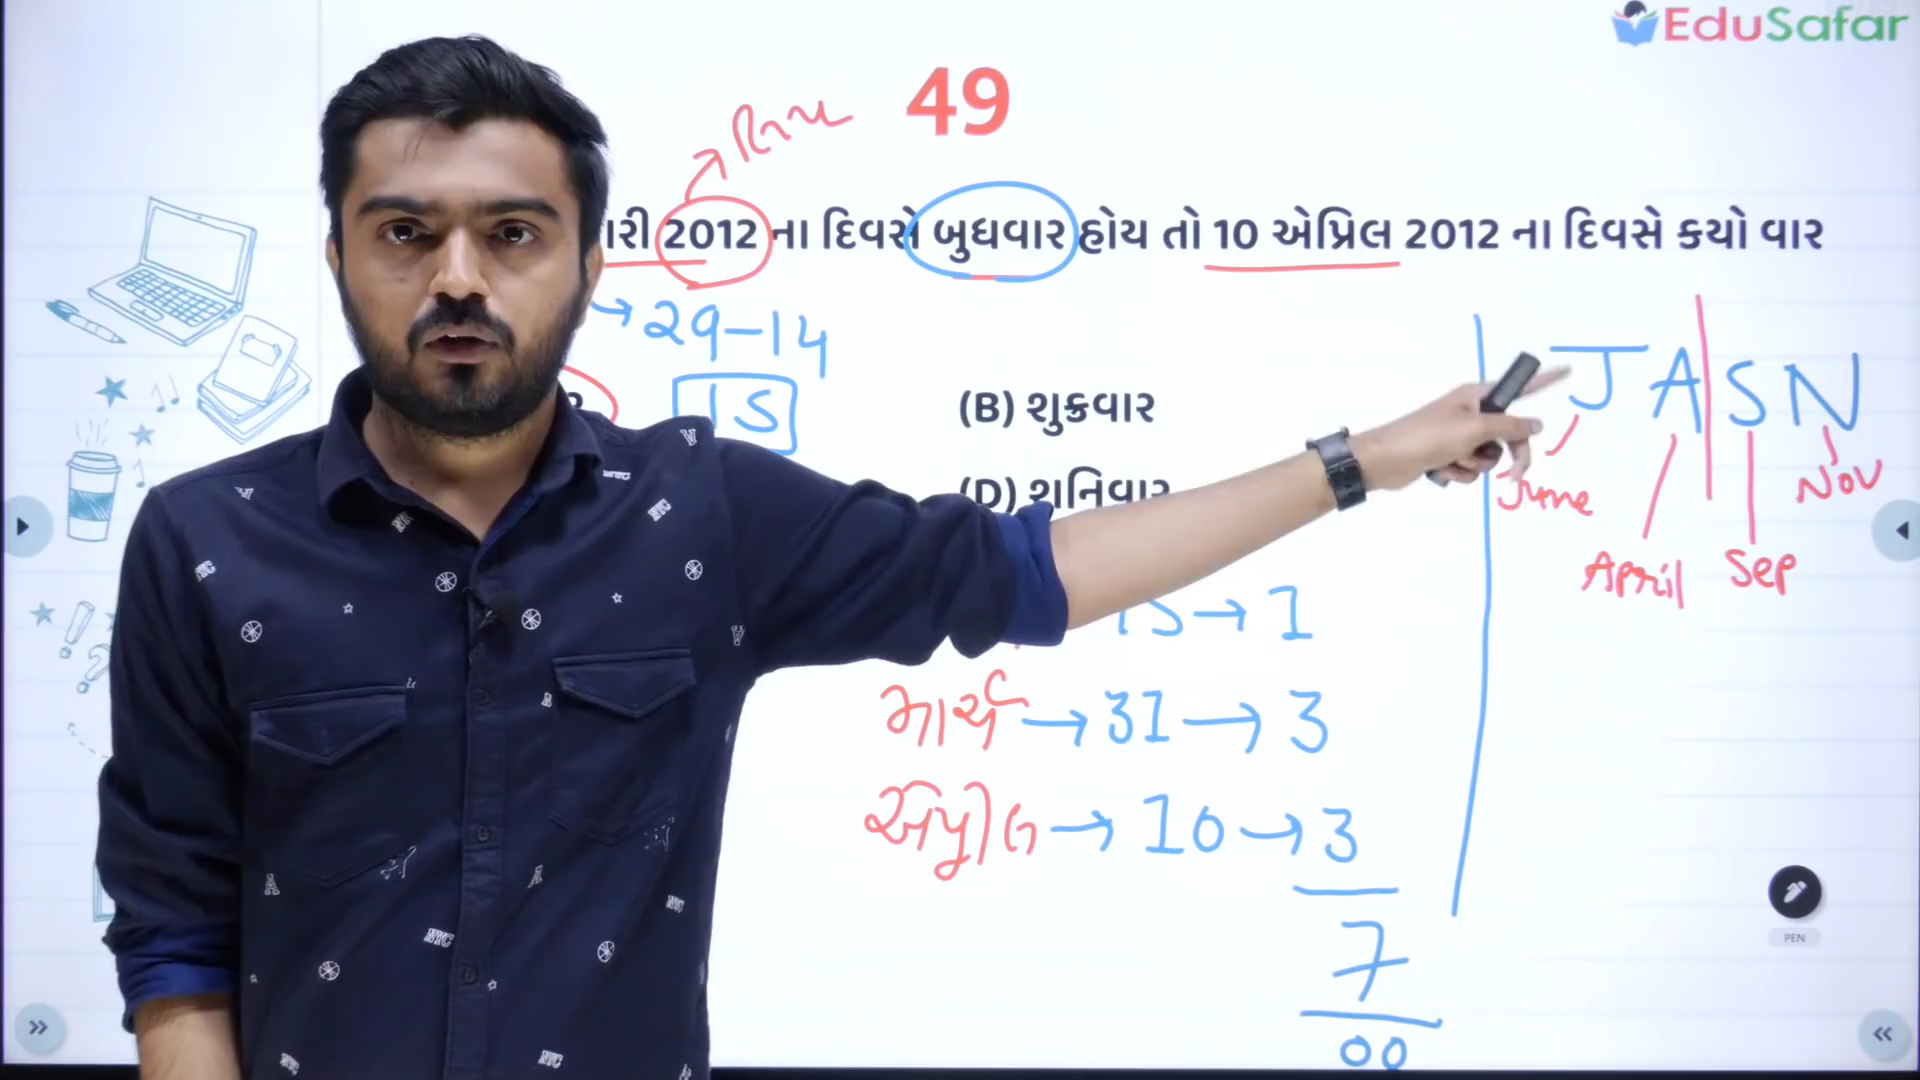 EduSafar
49
2012 ના દિવસે બુધવાર હોય તો 10 એપ્રિલ 2012 ના દિવસે કયો વાર
→ 29-14
15
(B) શુક્રવાર
(D) શનિવાર
J A S N
June
April
Sep
Nov
15 → 1
માર્ચ → 31 → 3
એપ્રીલ → 10 → 3
7
00
PEN